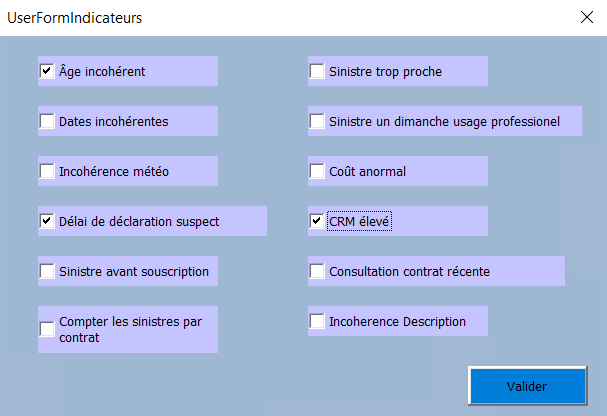 UserFormIndicateurs
Âge incohérent
Sinistre trop proche
Dates incohérentes
Sinistre un dimanche usage professionel
Incohérence météo
Coût anormal
Délai de déclaration suspect
CRM élevé
Sinistre avant souscription
Consultation contrat récente
Compter les sinistres par
contrat
Incoherence Description
Valider